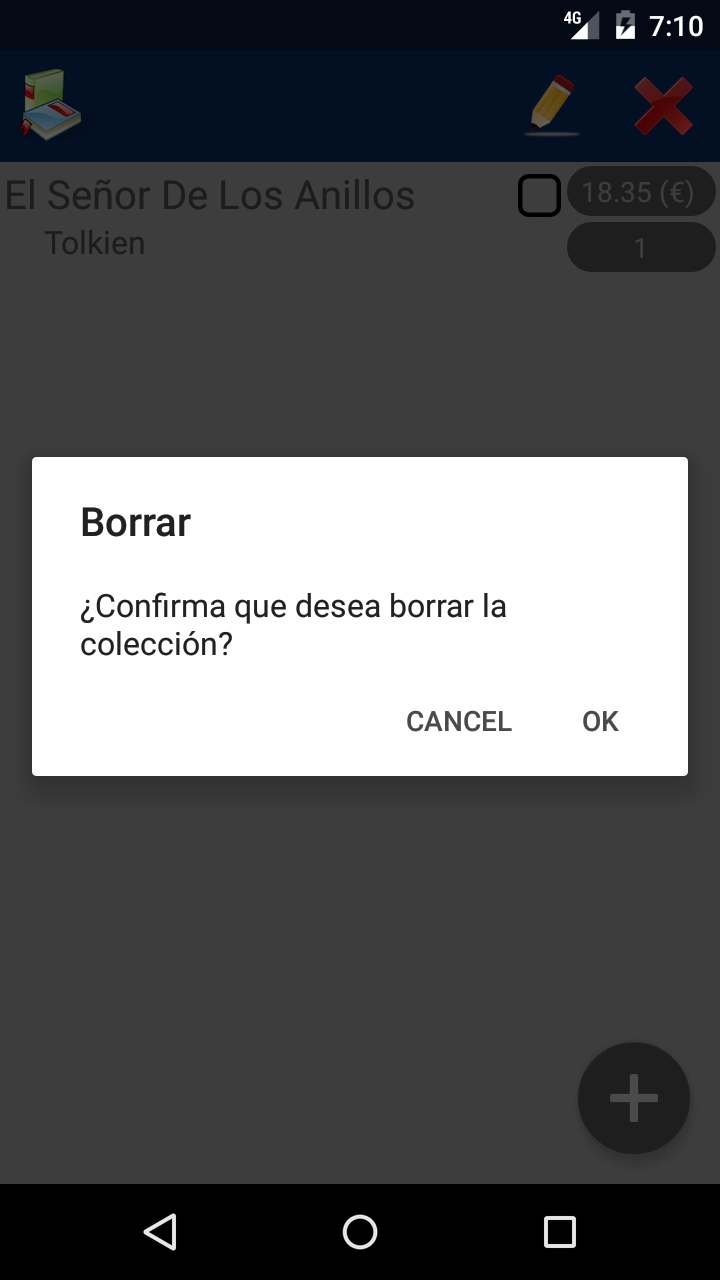 4G 7:10
El Señor De Los Anillos 18.35 (€)
Tolkien 1
Borrar
¿Confirma que desea borrar la
colección?
CANCEL OK